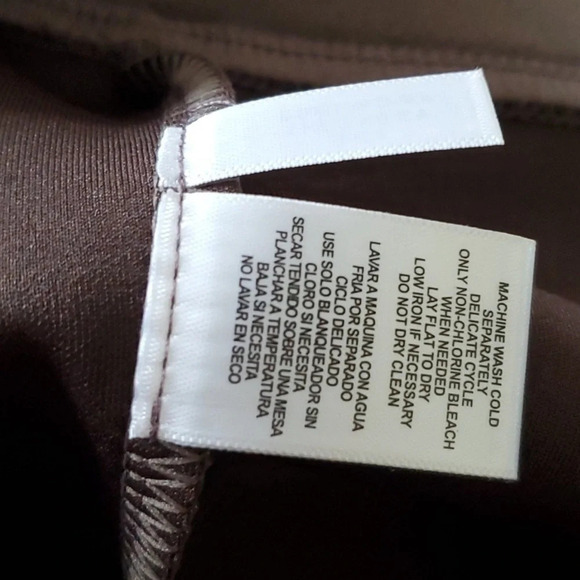 MACHINE WASH COLD
SEPARATELY
DELICATE CYCLE
ONLY NON-CHLORINE BLEACH
WHEN NEEDED
LAY FLAT TO DRY
LOW IRON IF NECESSARY
DO NOT DRY CLEAN
LAVAR A MAQUINA CON AGUA
FRIA POR SEPARADO
CICLO DELICADO
USE SOLO BLANQUEADOR SIN
CLORO SI NECESITA
SECAR TENDIDO SOBRE UNA MESA
PLANCHAR A TEMPERATURA
BAJA SI NECESITA
NO LAVAR EN SECO